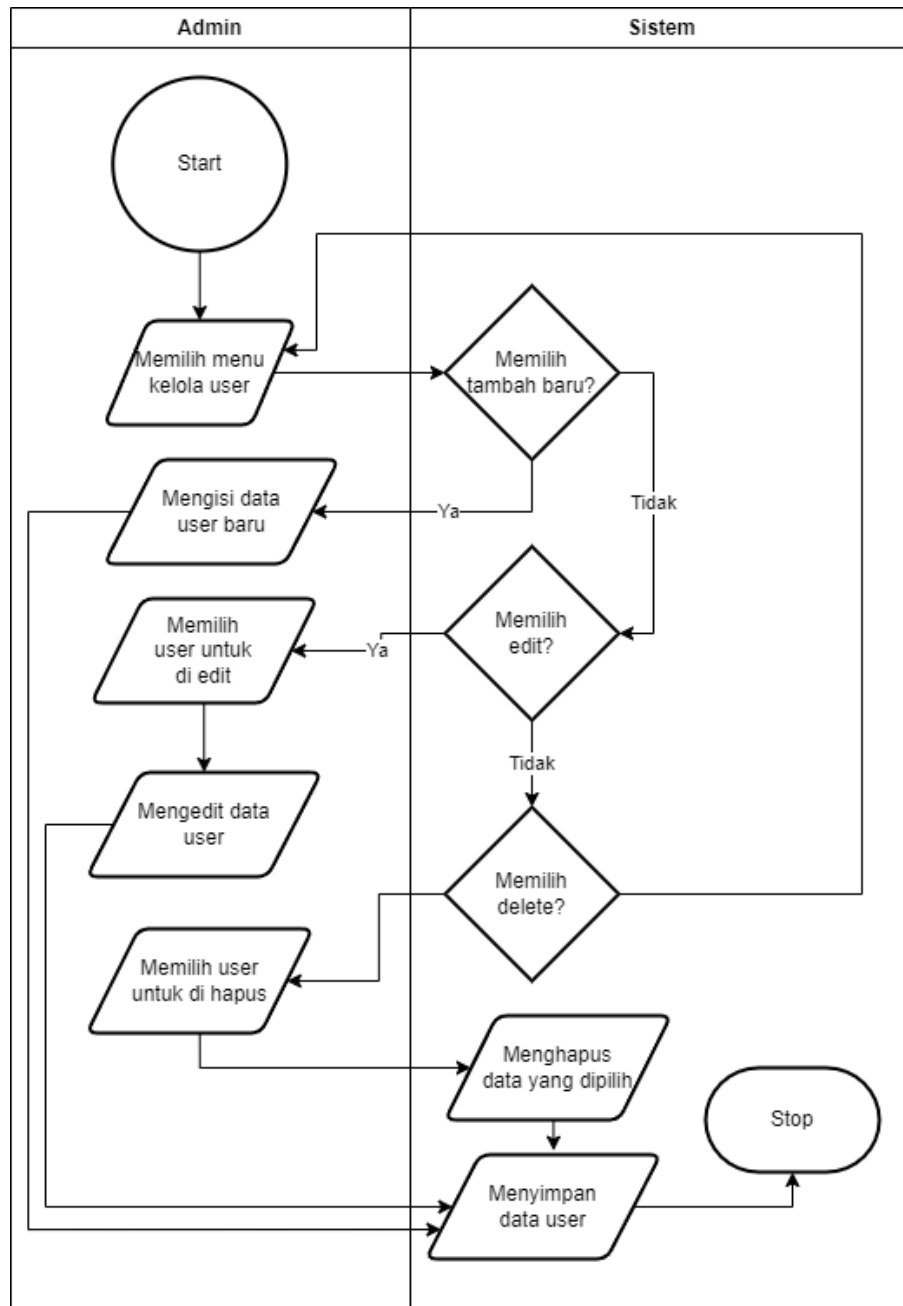 Admin
Sistem
Start
Memilih menu
kelola user
Memilih
tambah baru?
Mengisi data
user baru
Ya
Tidak
Memilih
user untuk
di edit
Ya
Memilih
edit?
Tidak
Mengedit data
user
Memilih
delete?
Memilih user
untuk di hapus
Menghapus
data yang dipilih
Stop
Menyimpan
data user